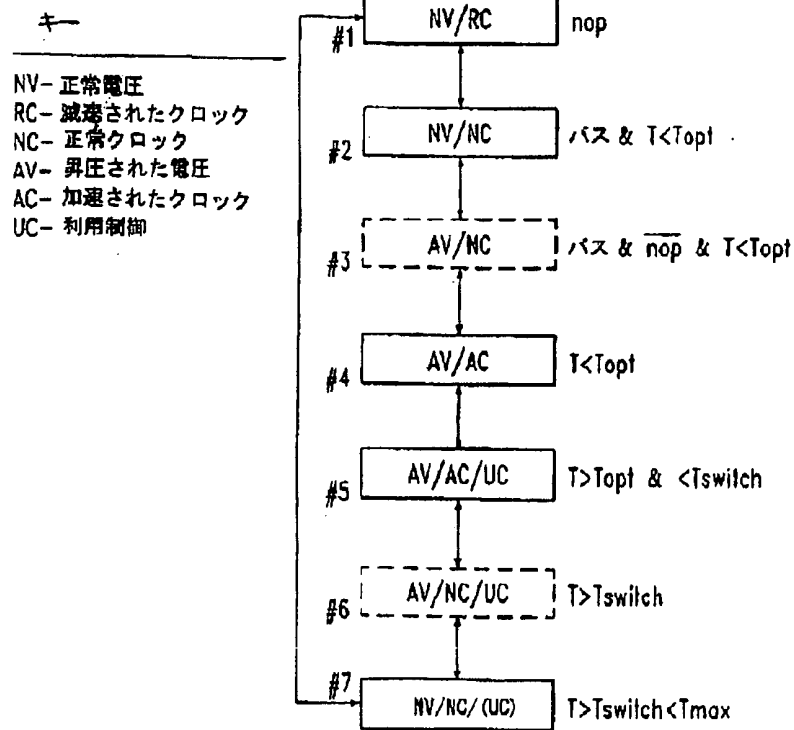 キー
NV- 正常電圧
RC- 減速されたクロック
NC- 正常クロック
AV- 昇圧された電圧
AC- 加速されたクロック
UC- 利用制御
#1 NV/RC nop
#2 NV/NC バス & T<Topt
#3 AV/NC バス & n̅o̅p̅ & T<Topt
#4 AV/AC T<Topt
#5 AV/AC/UC T>Topt & <Tswitch
#6 AV/NC/UC T>Tswitch
#7 NV/NC/(UC) T>Tswitch<Tmax